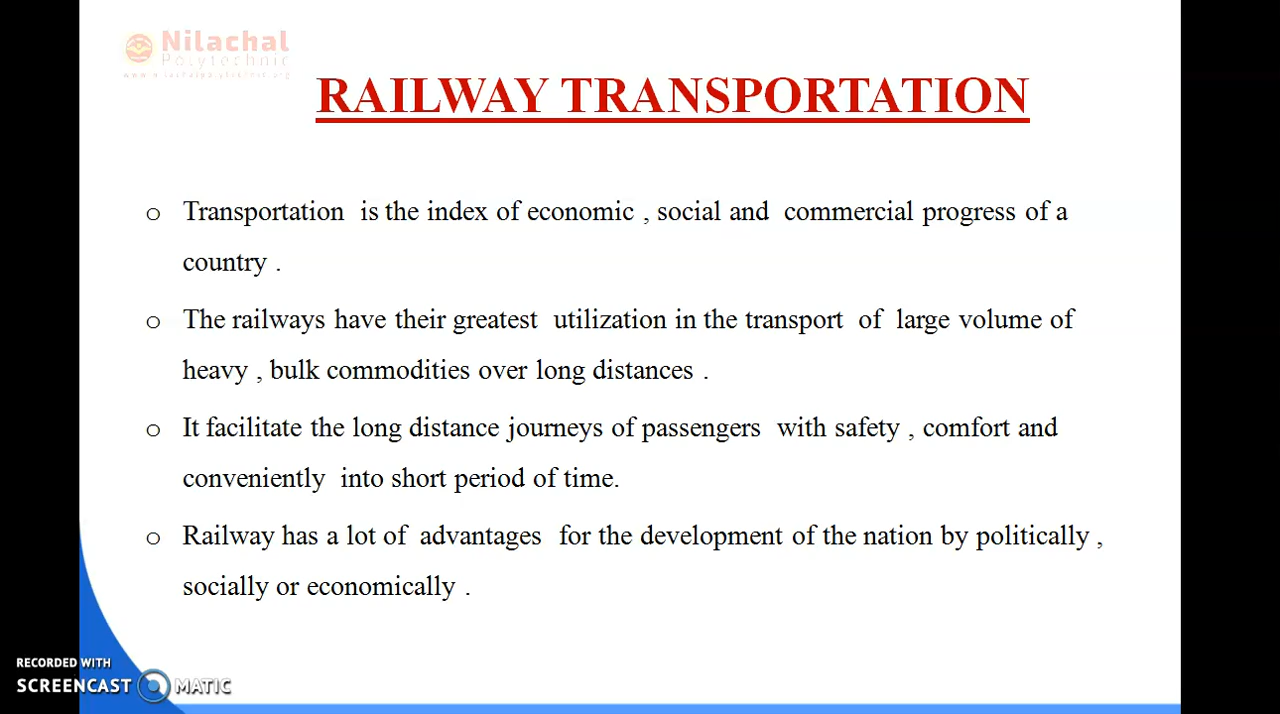 Nilachal
Polytechnic
RAILWAY TRANSPORTATION
o Transportation is the index of economic , social and commercial progress of a
country .
o The railways have their greatest utilization in the transport of large volume of
heavy , bulk commodities over long distances .
o It facilitate the long distance journeys of passengers with safety , comfort and
conveniently into short period of time.
o Railway has a lot of advantages for the development of the nation by politically ,
socially or economically .
RECORDED WITH
SCREENCAST MATIC